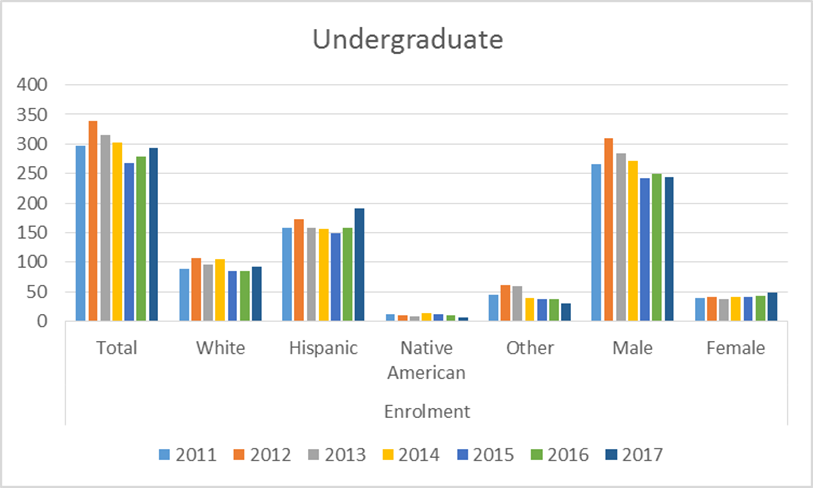 Undergraduate
400
350
300
250
200
150
100
50
0
Total White Hispanic Native American Other Male Female
Enrolment
2011 2012 2013 2014 2015 2016 2017